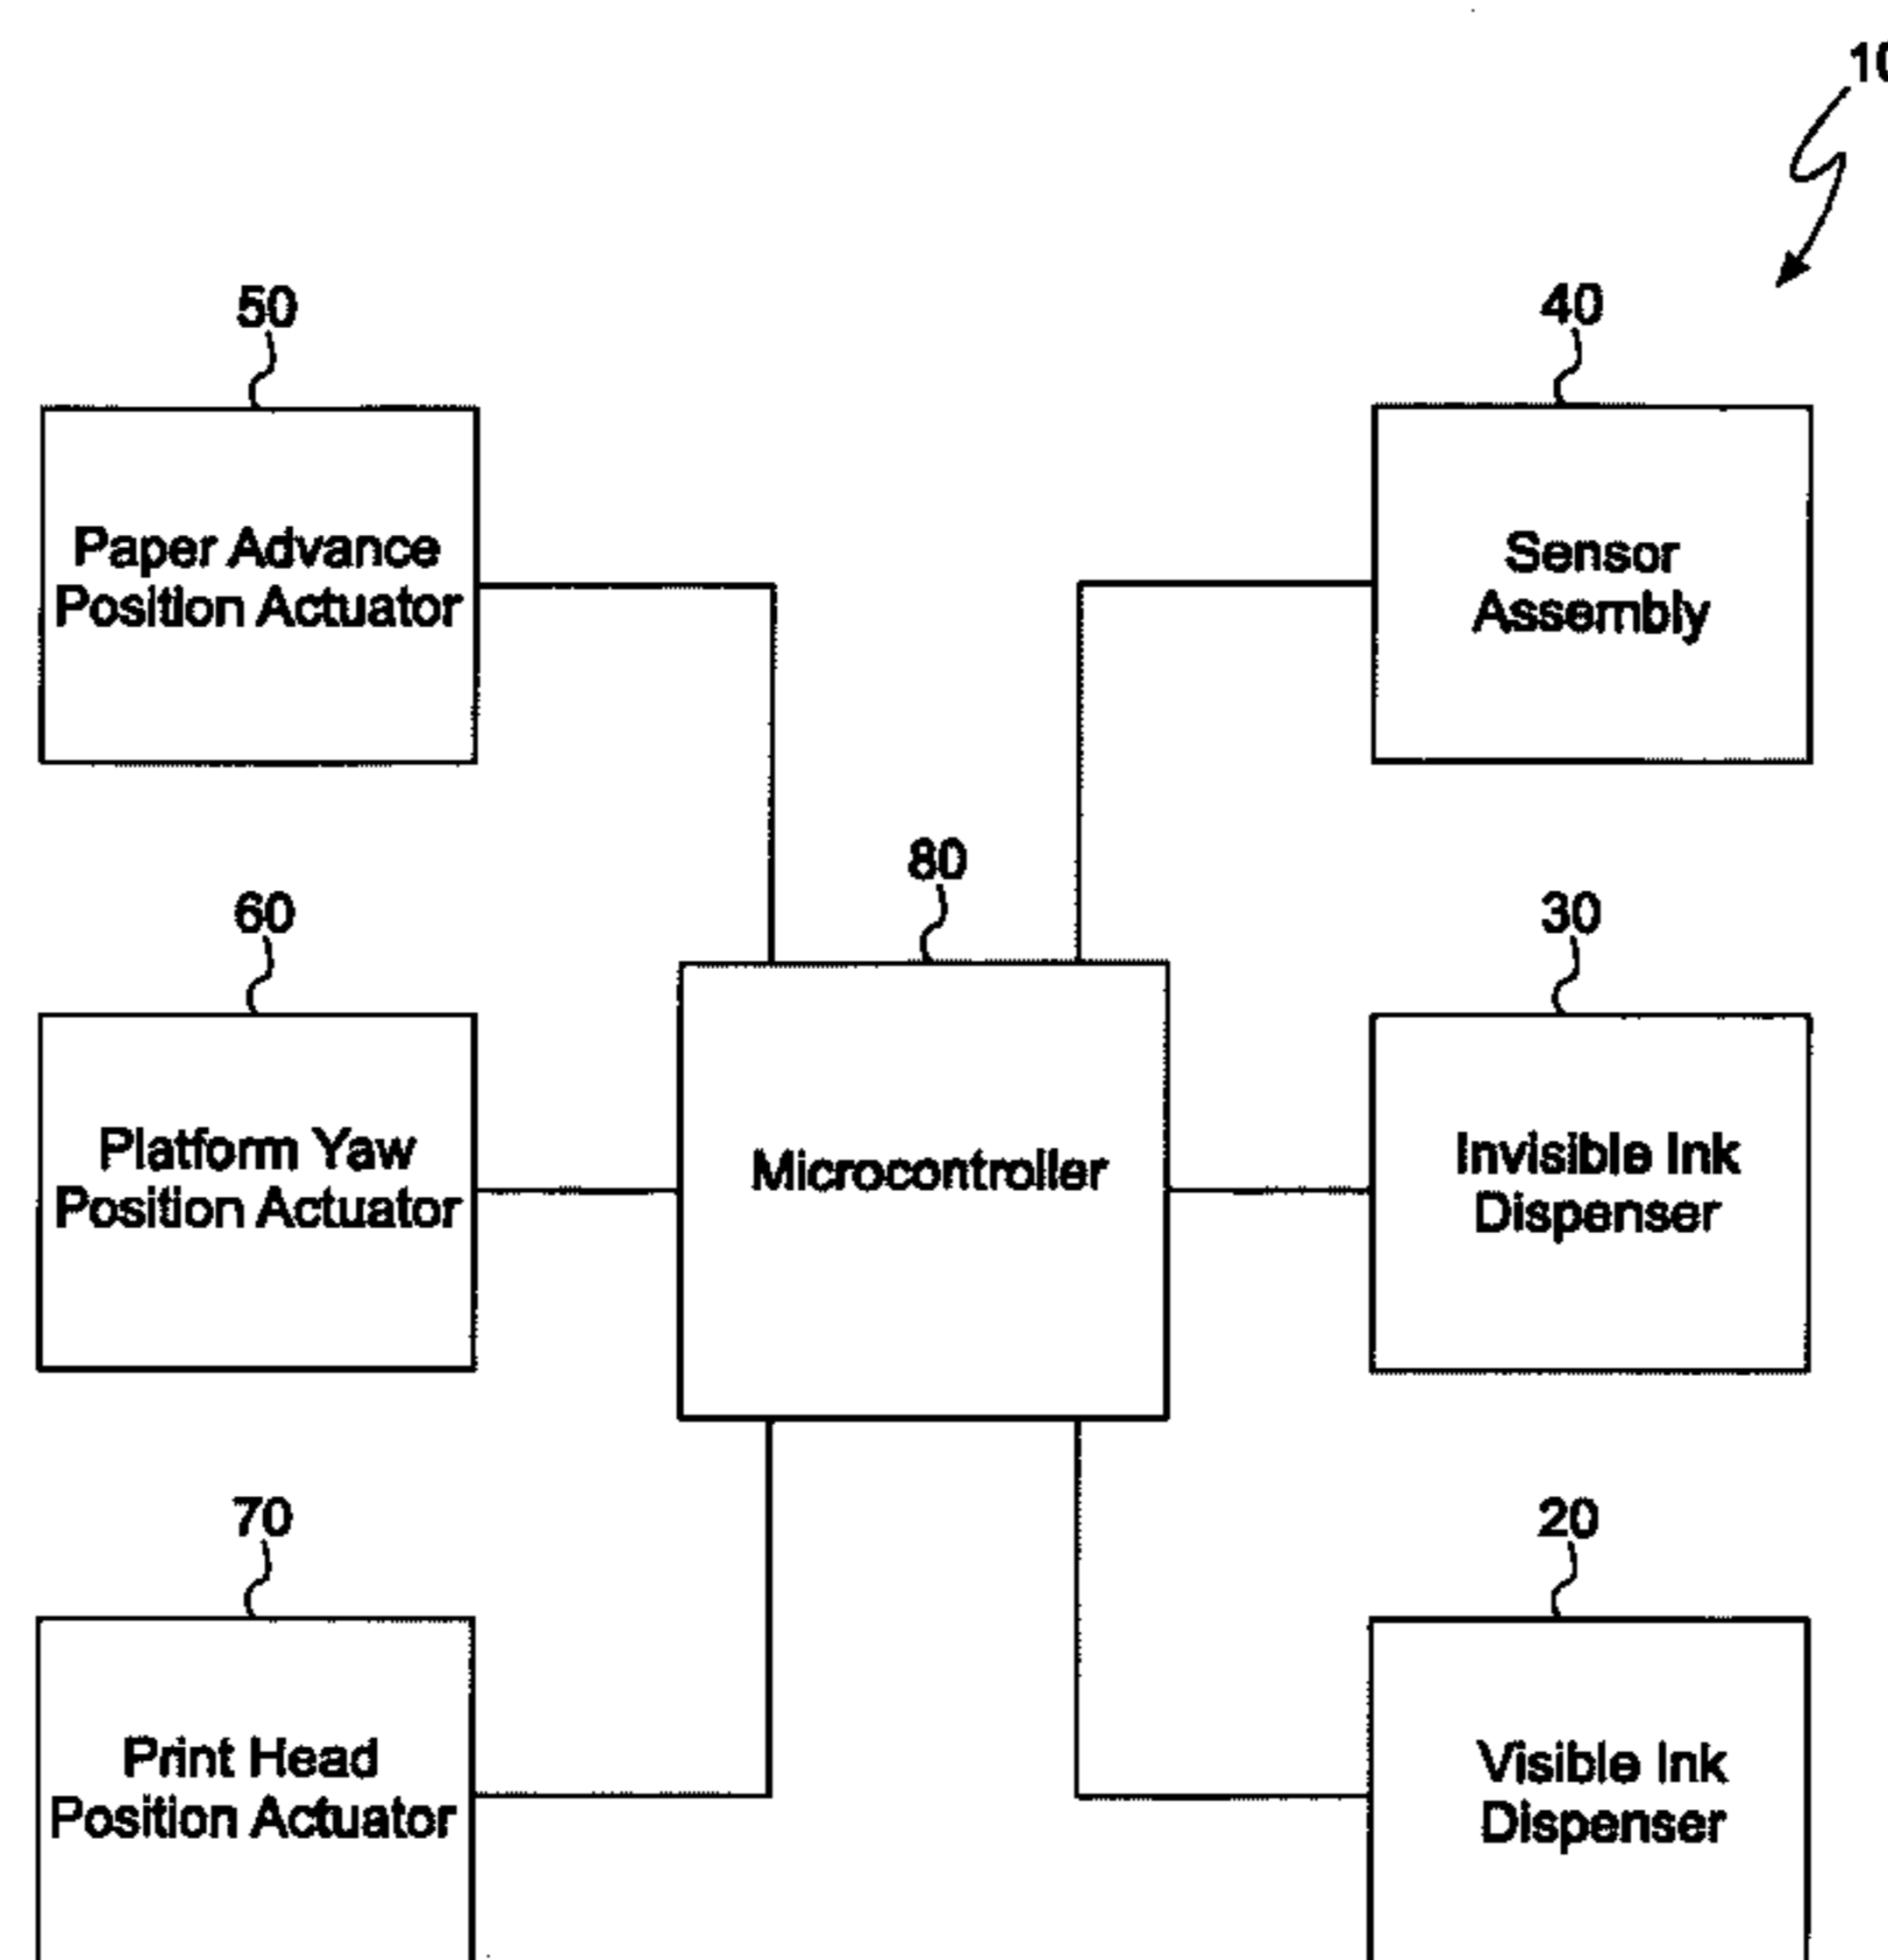 10
50
40
Paper Advance
Position Actuator
Sensor
Assembly
80
60
30
Platform Yaw
Position Actuator
Microcontroller
Invisible Ink
Dispenser
70
20
Print Head
Position Actuator
Visible Ink
Dispenser